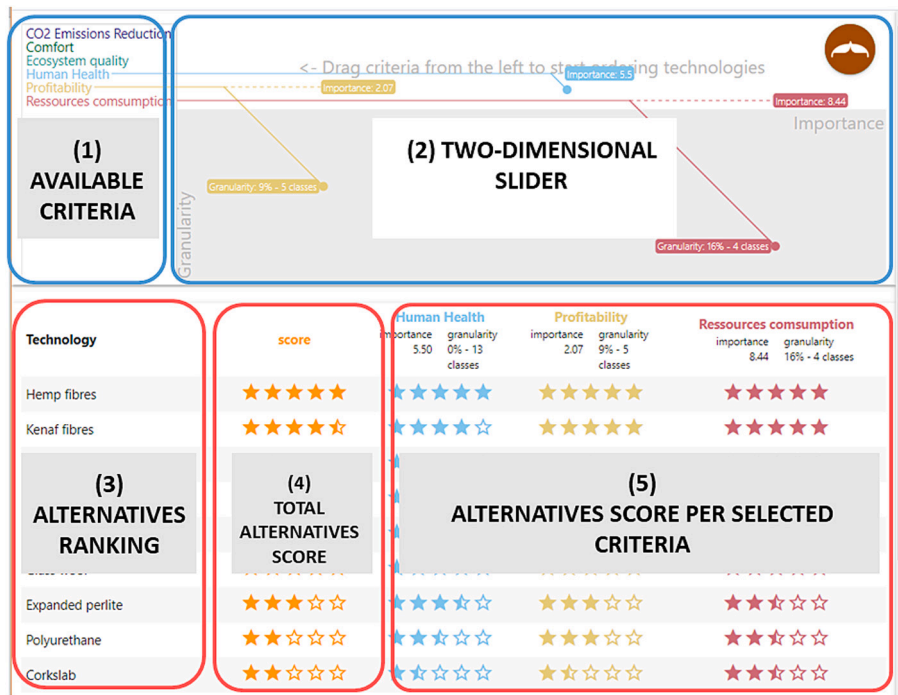 CO2 Emissions Reduction
Comfort
Ecosystem quality
Human Health
Profitability
Ressources comsumption
<- Drag criteria from the left to start ordering technologies
Importance: 5.5
Importance: 2.07
Importance: 8.44
Importance
(1)
AVAILABLE
CRITERIA
(2) TWO-DIMENSIONAL
SLIDER
Granularity: 9% - 5 classes
Granularity
Granularity: 16% - 4 classes
Technology
score
Human Health
importance granularity
5.50 0% - 13
classes
Profitability
importance granularity
2.07 9% - 5
classes
Ressources comsumption
importance granularity
8.44 16% - 4 classes
Hemp fibres
Kenaf fibres
(3)
ALTERNATIVES
RANKING
(4)
TOTAL
ALTERNATIVES
SCORE
(5)
ALTERNATIVES SCORE PER SELECTED
CRITERIA
Expanded perlite
Polyurethane
Corkslab